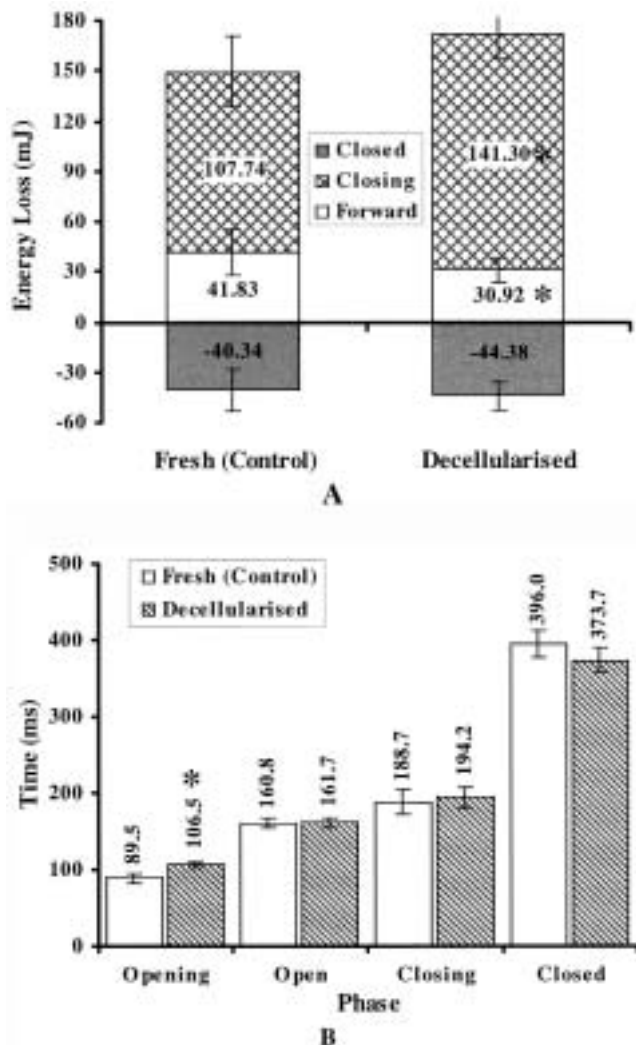 180
150
120
90
60
30
0
-30
-60
Energy Loss (mJ)
107.74
41.83
-40.34
Closed
Closing
Forward
141.30 *
30.92 *
-44.38
Fresh (Control)
Decellularised
A
500
400
300
200
100
0
Time (ms)
Fresh (Control)
Decellularised
89.5
106.5 *
160.8
161.7
188.7
194.2
396.0
373.7
Opening
Open
Closing
Closed
Phase
B